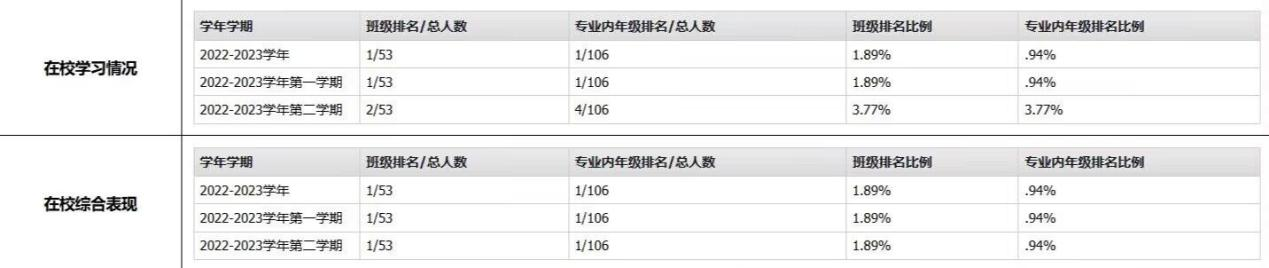 在校学习情况
学年学期 班级排名/总人数 专业内年级排名/总人数 班级排名比例 专业内年级排名比例
2022-2023学年 1/53 1/106 1.89% .94%
2022-2023学年第一学期 1/53 1/106 1.89% .94%
2022-2023学年第二学期 2/53 4/106 3.77% 3.77%
在校综合表现
学年学期 班级排名/总人数 专业内年级排名/总人数 班级排名比例 专业内年级排名比例
2022-2023学年 1/53 1/106 1.89% .94%
2022-2023学年第一学期 1/53 1/106 1.89% .94%
2022-2023学年第二学期 1/53 1/106 1.89% .94%